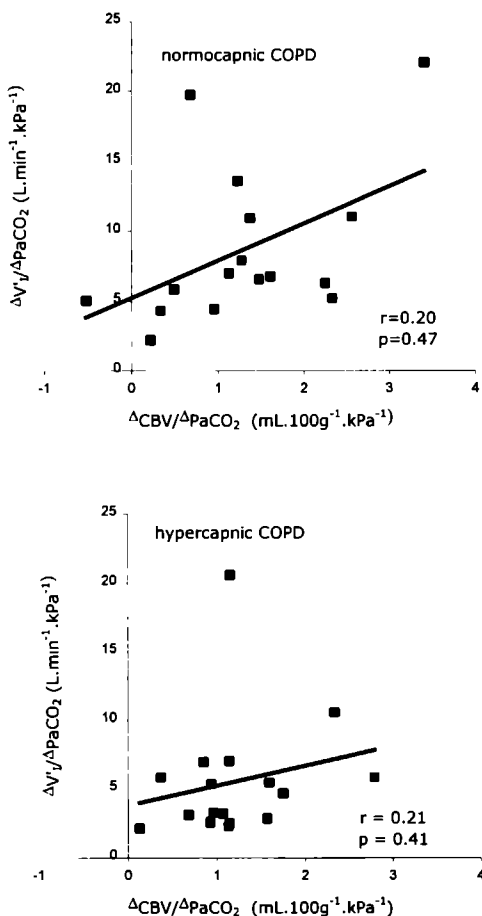 25
normocapnic COPD
20
15
10
5
0
ΔV'I/ΔPaCO2 (L.min-1.kPa-1)
r=0.20
p=0.47
-1 0 1 2 3 4
ΔCBV/ΔPaCO2 (mL.100g-1.kPa-1)
25
hypercapnic COPD
20
15
10
5
0
ΔV'I/ΔPaCO2 (L.min-1.kPa-1)
r = 0.21
p = 0.41
-1 0 1 2 3 4
ΔCBV/ΔPaCO2 (mL.100g-1.kPa-1)